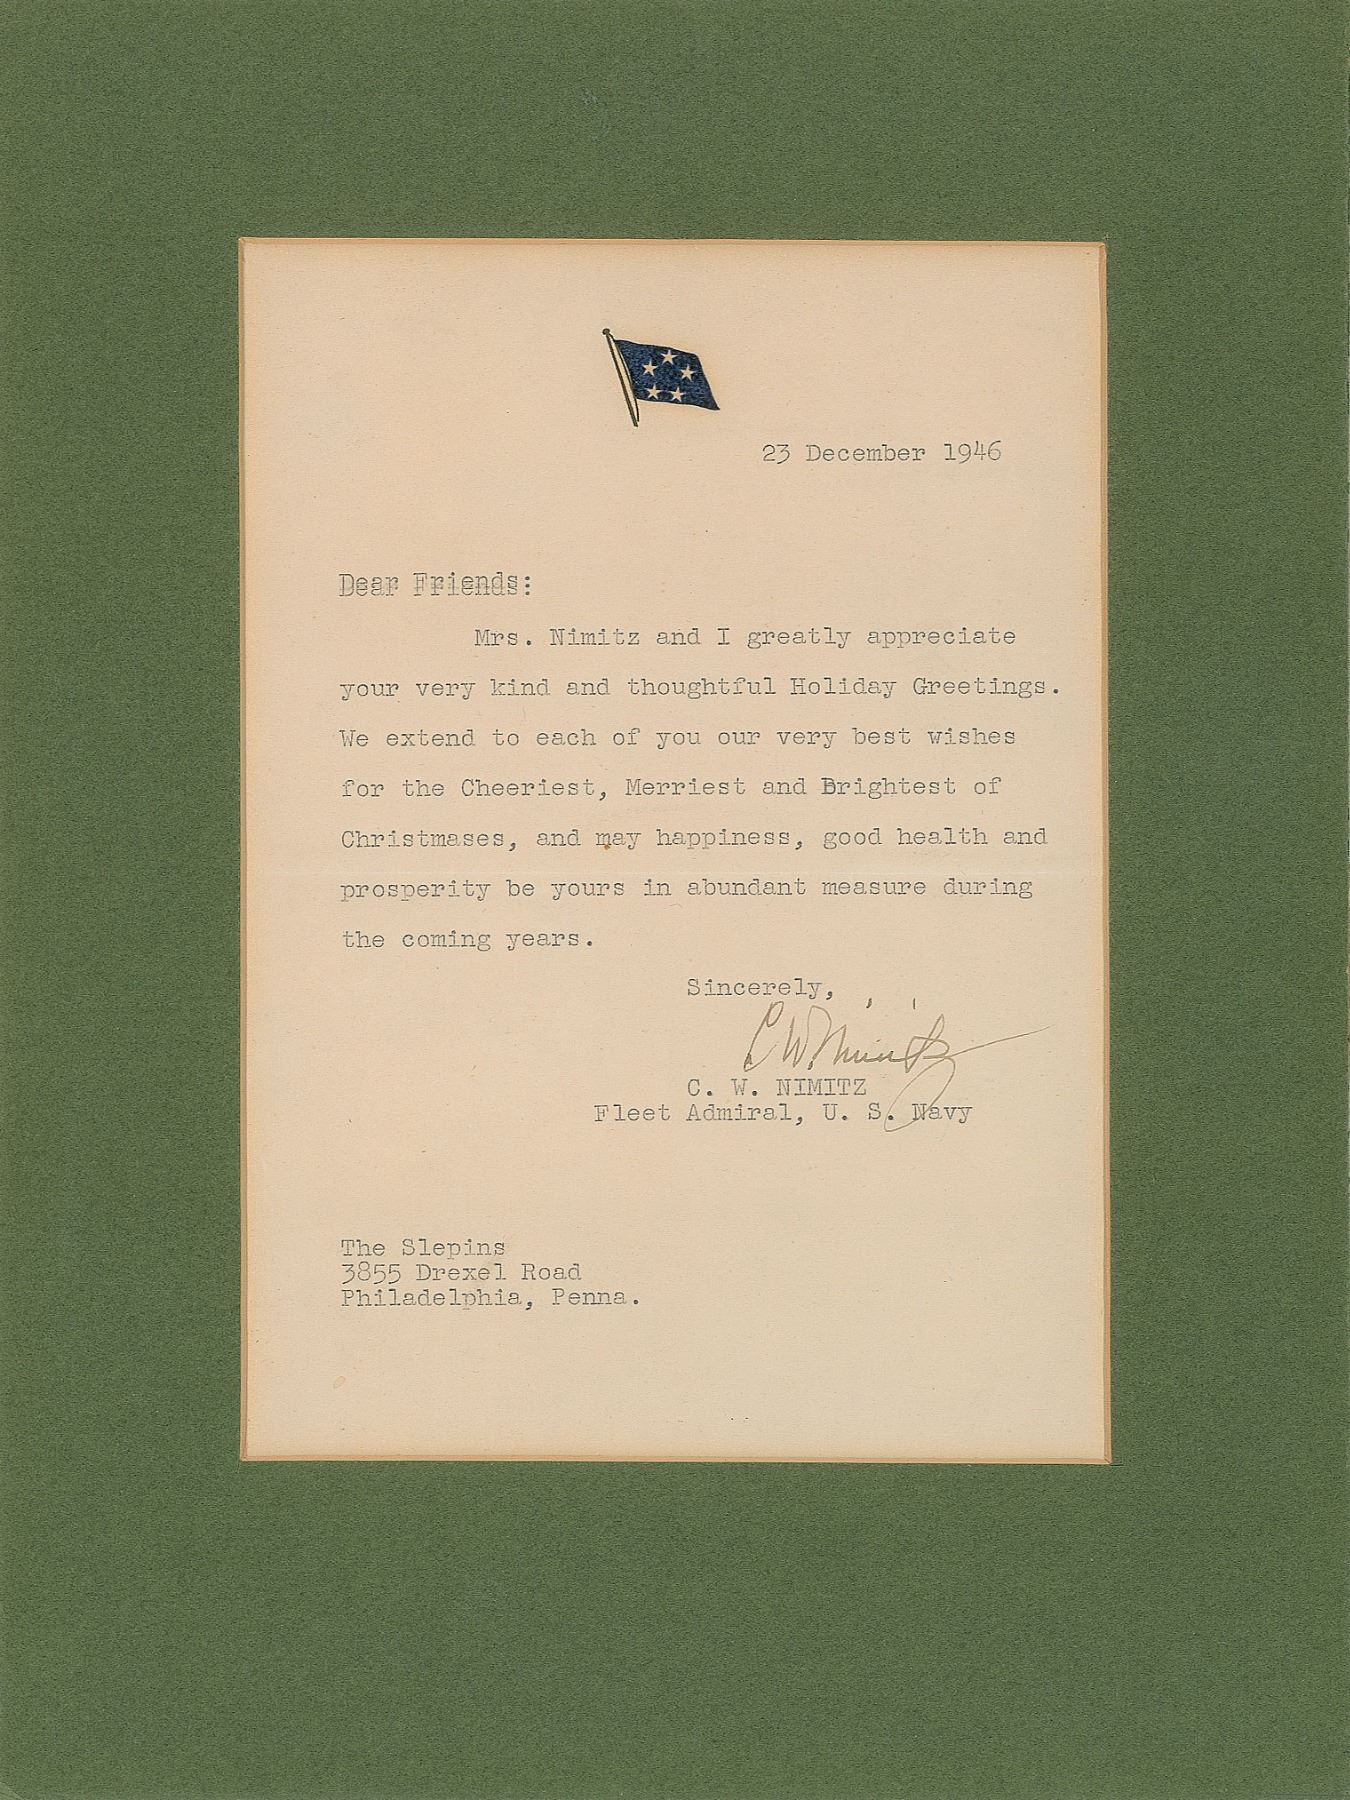 23 December 1946
Dear Friends:
Mrs. Nimitz and I greatly appreciate
your very kind and thoughtful Holiday Greetings.
We extend to each of you our very best wishes
for the Cheeriest, Merriest and Brightest of
Christmases, and may happiness, good health and
prosperity be yours in abundant measure during
the coming years.
Sincerely,
C W Nimitz
C. W. NIMITZ
Fleet Admiral, U. S. Navy
The Slepins
3855 Drexel Road
Philadelphia, Penna.